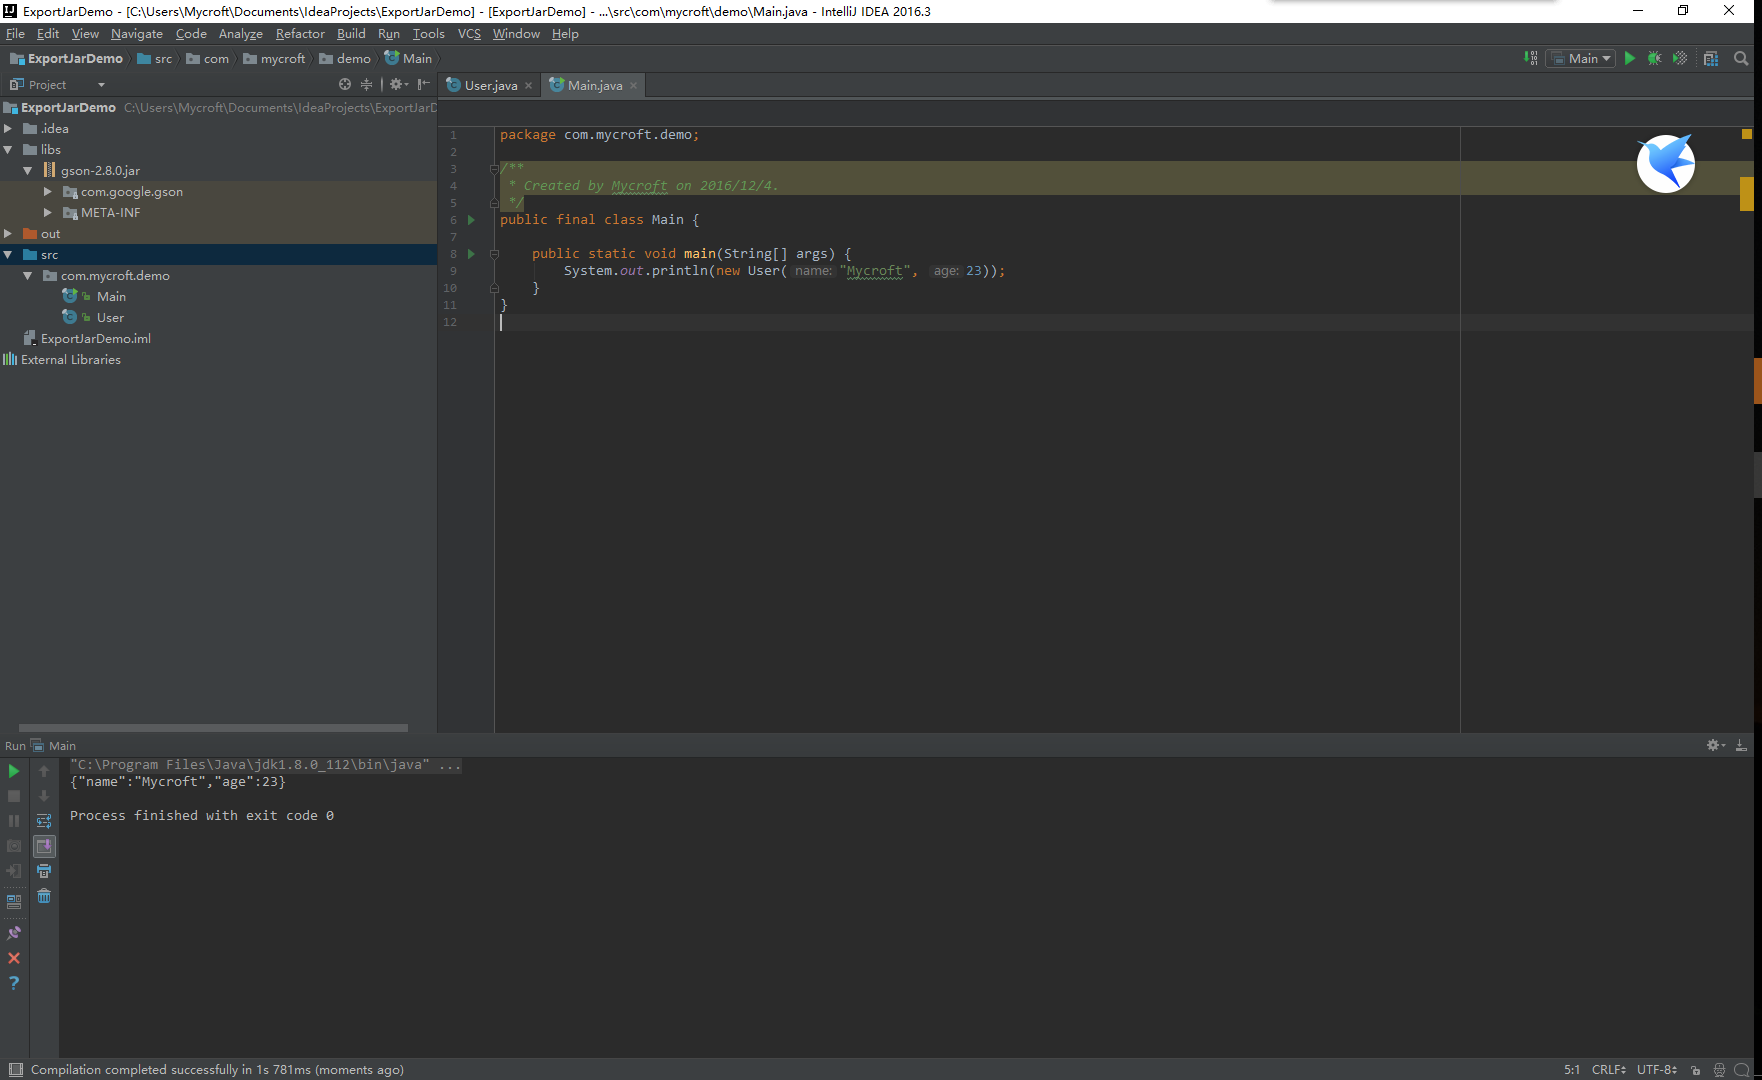 ExportJarDemo - [C:\Users\Mycroft\Documents\IdeaProjects\ExportJarDemo] - [ExportJarDemo] - ...\src\com\mycroft\demo\Main.java - IntelliJ IDEA 2016.3
File Edit View Navigate Code Analyze Refactor Build Run Tools VCS Window Help
ExportJarDemo src com mycroft demo Main
Main
Project
User.java Main.java
ExportJarDemo C:\Users\Mycroft\Documents\IdeaProjects\ExportJarD
.idea
libs
gson-2.8.0.jar
com.google.gson
META-INF
out
src
com.mycroft.demo
Main
User
ExportJarDemo.iml
External Libraries
1 package com.mycroft.demo;
2
3 /**
4 * Created by Mycroft on 2016/12/4.
5 */
6 public final class Main {
7
8 public static void main(String[] args) {
9 System.out.println(new User( name: "Mycroft", age: 23));
10 }
11 }
12
Run Main
"C:\Program Files\Java\jdk1.8.0_112\bin\java" ...
{"name":"Mycroft","age":23}
Process finished with exit code 0
Compilation completed successfully in 1s 781ms (moments ago)
5:1 CRLF UTF-8